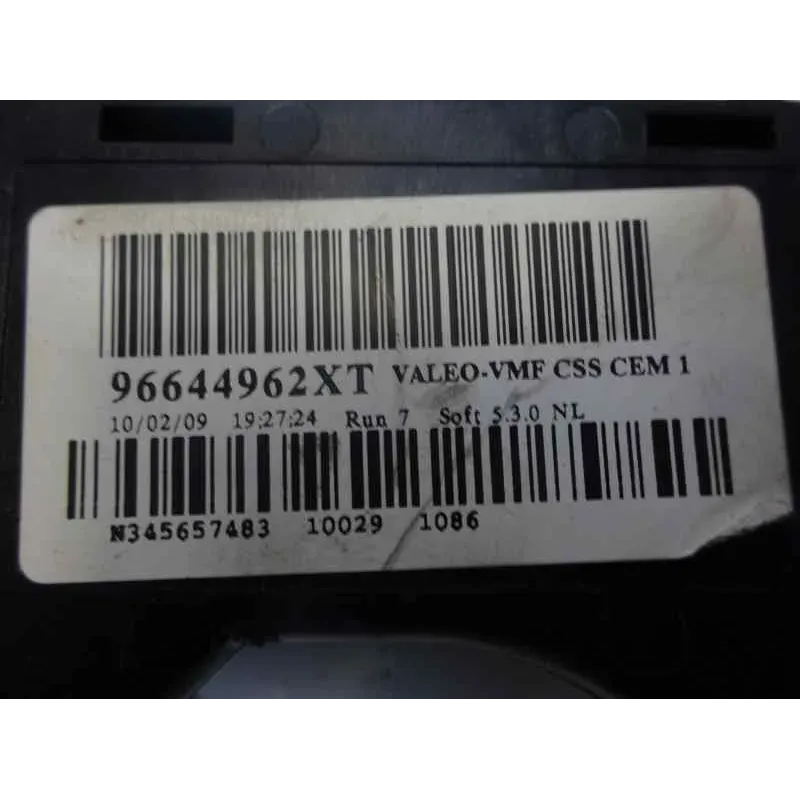 96644962XT VALEO-VMF CSS CEM 1
10/02/09 19:27:24 Run 7 Soft 5.3.0 NL
N345657483 10029 1086